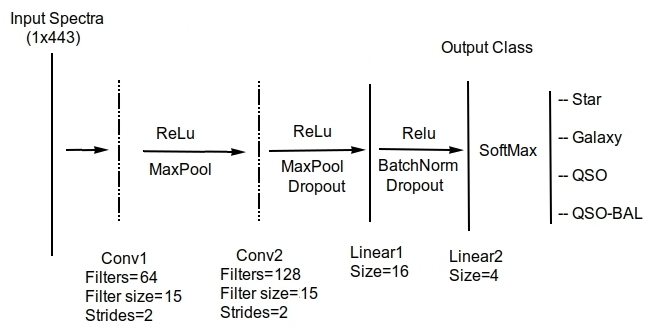 Input Spectra
(1x443)
Output Class
ReLu
MaxPool
ReLu
MaxPool
Dropout
Relu
BatchNorm
Dropout
SoftMax
-- Star
-- Galaxy
-- QSO
-- QSO-BAL
Conv1
Filters=64
Filter size=15
Strides=2
Conv2
Filters=128
Filter size=15
Strides=2
Linear1
Size=16
Linear2
Size=4